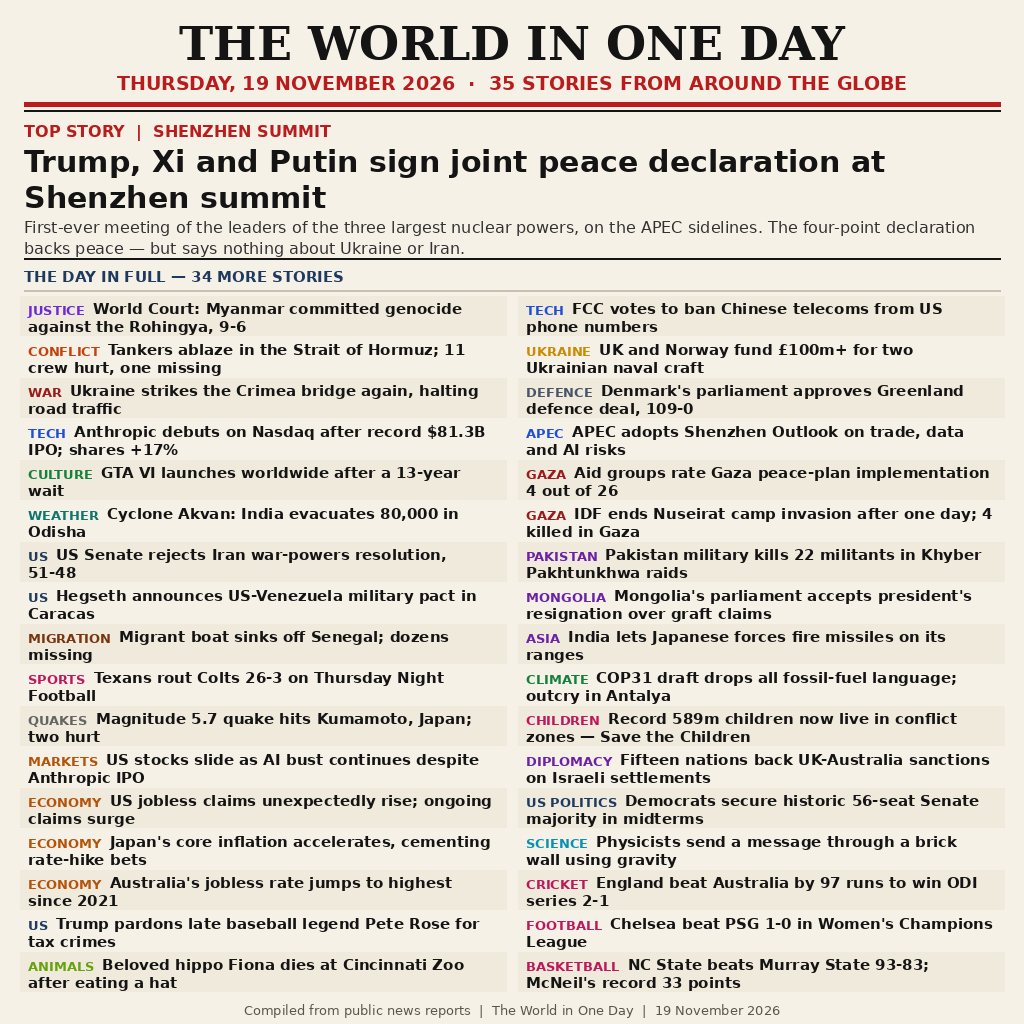 THE WORLD IN ONE DAY
THURSDAY, 19 NOVEMBER 2026 · 35 STORIES FROM AROUND THE GLOBE
TOP STORY | SHENZHEN SUMMIT
Trump, Xi and Putin sign joint peace declaration at
Shenzhen summit
First-ever meeting of the leaders of the three largest nuclear powers, on the APEC sidelines. The four-point declaration
backs peace — but says nothing about Ukraine or Iran.
THE DAY IN FULL — 34 MORE STORIES
JUSTICE World Court: Myanmar committed genocide
against the Rohingya, 9-6
CONFLICT Tankers ablaze in the Strait of Hormuz; 11
crew hurt, one missing
WAR Ukraine strikes the Crimea bridge again, halting
road traffic
TECH Anthropic debuts on Nasdaq after record $81.3B
IPO; shares +17%
CULTURE GTA VI launches worldwide after a 13-year
wait
WEATHER Cyclone Akvan: India evacuates 80,000 in
Odisha
US US Senate rejects Iran war-powers resolution,
51-48
US Hegseth announces US-Venezuela military pact in
Caracas
MIGRATION Migrant boat sinks off Senegal; dozens
missing
SPORTS Texans rout Colts 26-3 on Thursday Night
Football
QUAKES Magnitude 5.7 quake hits Kumamoto, Japan;
two hurt
MARKETS US stocks slide as AI bust continues despite
Anthropic IPO
ECONOMY US jobless claims unexpectedly rise; ongoing
claims surge
ECONOMY Japan's core inflation accelerates, cementing
rate-hike bets
ECONOMY Australia's jobless rate jumps to highest
since 2021
US Trump pardons late baseball legend Pete Rose for
tax crimes
ANIMALS Beloved hippo Fiona dies at Cincinnati Zoo
after eating a hat
TECH FCC votes to ban Chinese telecoms from US
phone numbers
UKRAINE UK and Norway fund £100m+ for two
Ukrainian naval craft
DEFENCE Denmark's parliament approves Greenland
defence deal, 109-0
APEC APEC adopts Shenzhen Outlook on trade, data
and AI risks
GAZA Aid groups rate Gaza peace-plan implementation
4 out of 26
GAZA IDF ends Nuseirat camp invasion after one day; 4
killed in Gaza
PAKISTAN Pakistan military kills 22 militants in Khyber
Pakhtunkhwa raids
MONGOLIA Mongolia's parliament accepts president's
resignation over graft claims
ASIA India lets Japanese forces fire missiles on its
ranges
CLIMATE COP31 draft drops all fossil-fuel language;
outcry in Antalya
CHILDREN Record 589m children now live in conflict
zones — Save the Children
DIPLOMACY Fifteen nations back UK-Australia sanctions
on Israeli settlements
US POLITICS Democrats secure historic 56-seat Senate
majority in midterms
SCIENCE Physicists send a message through a brick
wall using gravity
CRICKET England beat Australia by 97 runs to win ODI
series 2-1
FOOTBALL Chelsea beat PSG 1-0 in Women's Champions
League
BASKETBALL NC State beats Murray State 93-83;
McNeil's record 33 points
Compiled from public news reports | The World in One Day | 19 November 2026